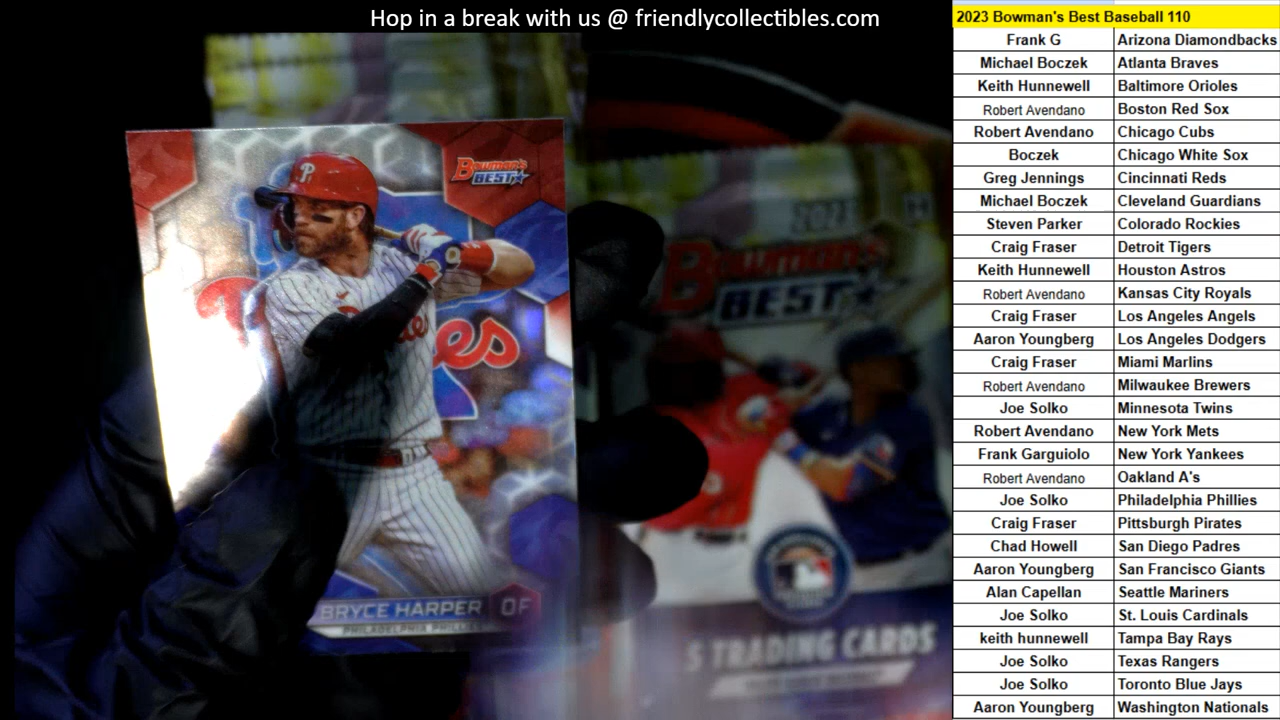 Hop in a break with us @ friendlycollectibles.com
2023 Bowman's Best Baseball 110
Frank G Arizona Diamondbacks
Michael Boczek Atlanta Braves
Keith Hunnewell Baltimore Orioles
Robert Avendano Boston Red Sox
Robert Avendano Chicago Cubs
Boczek Chicago White Sox
Greg Jennings Cincinnati Reds
Michael Boczek Cleveland Guardians
Steven Parker Colorado Rockies
Craig Fraser Detroit Tigers
Keith Hunnewell Houston Astros
Robert Avendano Kansas City Royals
Craig Fraser Los Angeles Angels
Aaron Youngberg Los Angeles Dodgers
Craig Fraser Miami Marlins
Robert Avendano Milwaukee Brewers
Joe Solko Minnesota Twins
Robert Avendano New York Mets
Frank Garguiolo New York Yankees
Robert Avendano Oakland A's
Joe Solko Philadelphia Phillies
Craig Fraser Pittsburgh Pirates
Chad Howell San Diego Padres
Aaron Youngberg San Francisco Giants
Alan Capellan Seattle Mariners
Joe Solko St. Louis Cardinals
keith hunnewell Tampa Bay Rays
Joe Solko Texas Rangers
Joe Solko Toronto Blue Jays
Aaron Youngberg Washington Nationals
P
BOWMAN'S
BEST
es
BRYCE HARPER OF
PHILADELPHIA PHILLIES
2023
Bowman's
BEST
5 TRADING CARDS